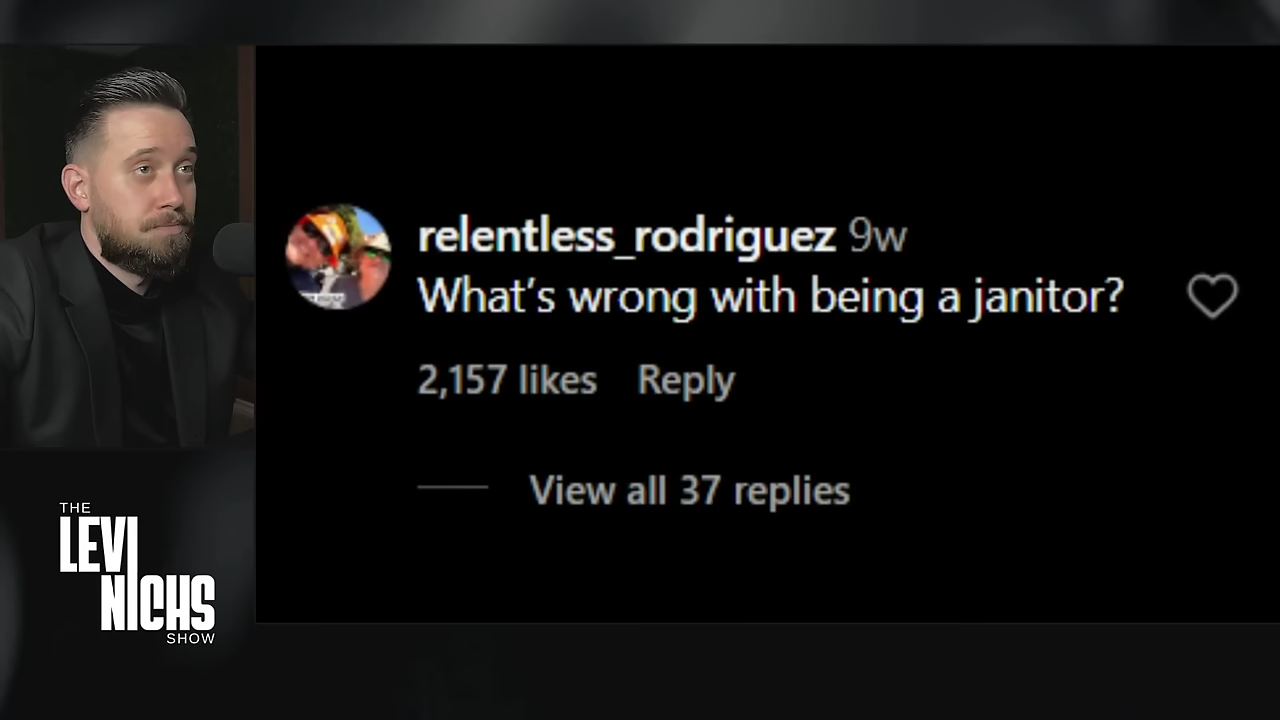 relentless_rodriguez 9w
What's wrong with being a janitor?
2,157 likes Reply
View all 37 replies
THE
LEVI
NICHS
SHOW